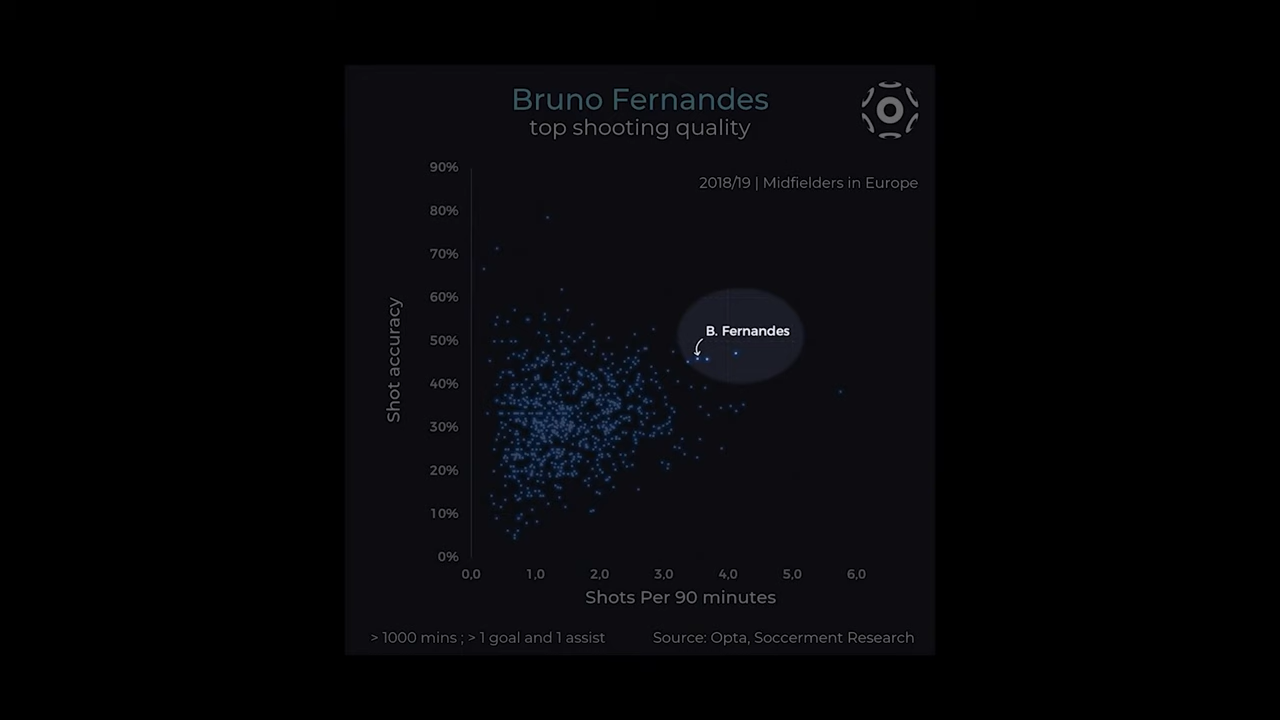 Bruno Fernandes
top shooting quality
2018/19 | Midfielders in Europe
90%
80%
70%
60%
50%
40%
30%
20%
10%
0%
Shot accuracy
B. Fernandes
0,0 1,0 2,0 3,0 4,0 5,0 6,0
Shots Per 90 minutes
> 1000 mins ; > 1 goal and 1 assist
Source: Opta, Soccerment Research